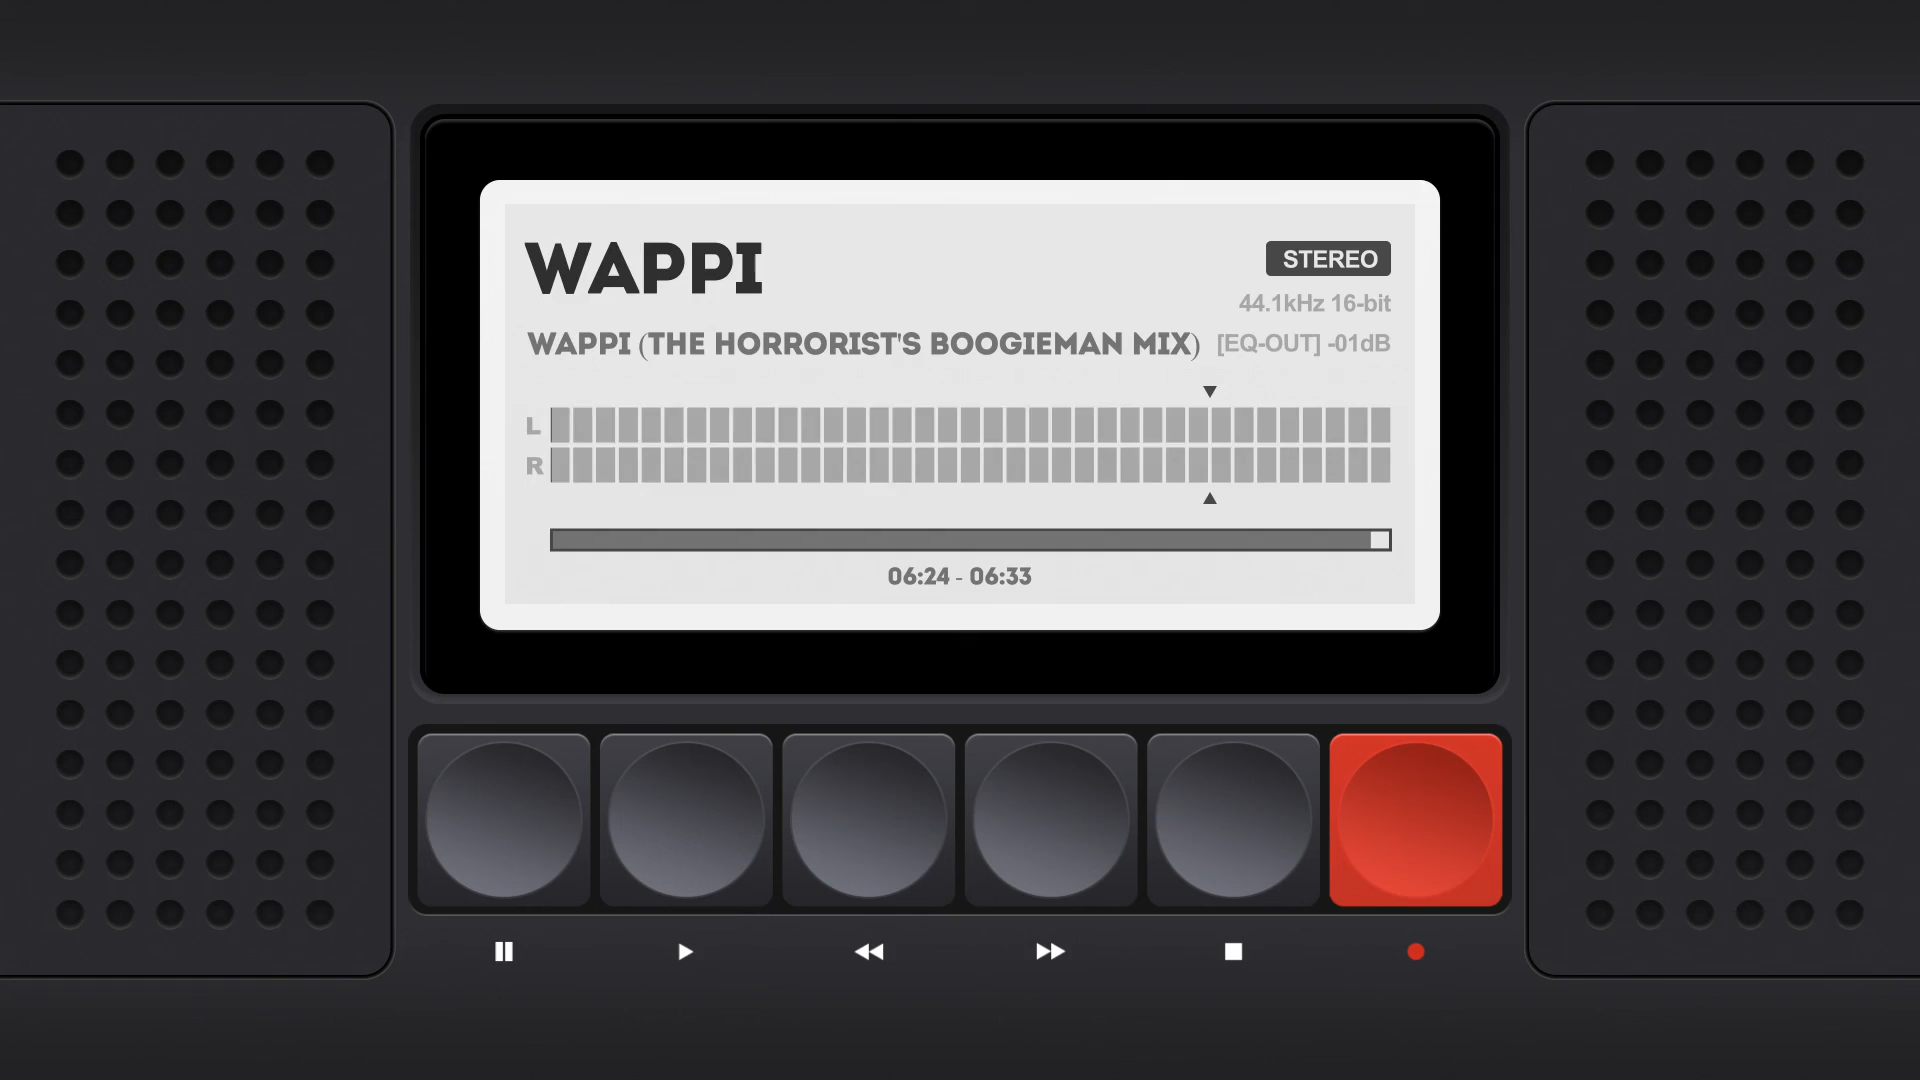 WAPPI
STEREO
44.1kHz 16-bit
WAPPI (THE HORRORIST'S BOOGIEMAN MIX)
[EQ-OUT] -01dB
L
R
06:24 - 06:33